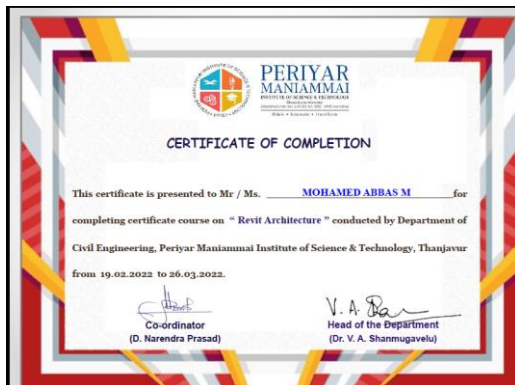 PERIYAR
MANIAMMAI
INSTITUTE OF SCIENCE & TECHNOLOGY
CERTIFICATE OF COMPLETION
This certificate is presented to Mr / Ms. MOHAMED ABBAS M for
completing certificate course on “ Revit Architecture ” conducted by Department of
Civil Engineering, Periyar Maniammai Institute of Science & Technology, Thanjavur
from 19.02.2022 to 26.03.2022.
V. A.
Co-ordinator
(D. Narendra Prasad)
Head of the Department
(Dr. V. A. Shanmugavelu)